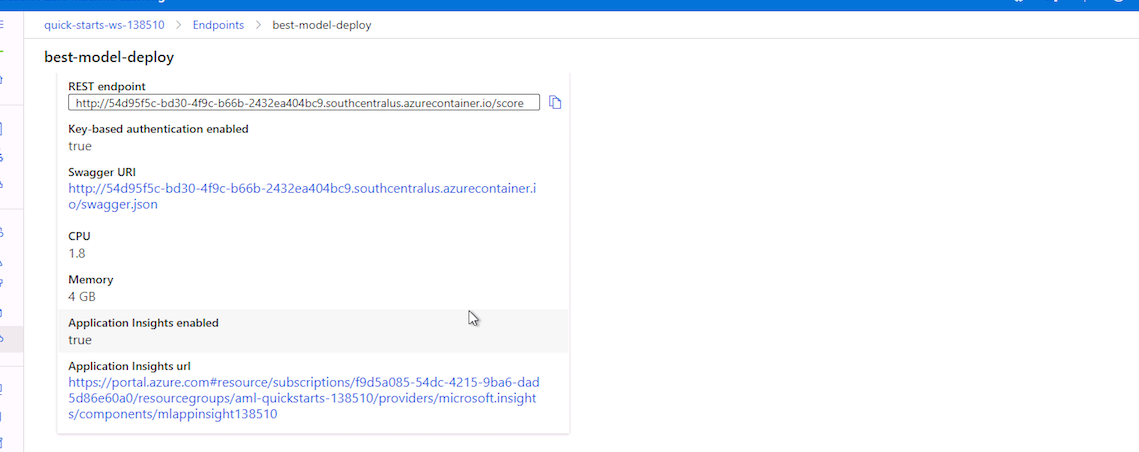 quick-starts-ws-138510 > Endpoints > best-model-deploy
best-model-deploy
REST endpoint
http://54d95f5c-bd30-4f9c-b66b-2432ea404bc9.southcentralus.azurecontainer.io/score
Key-based authentication enabled
true
Swagger URI
http://54d95f5c-bd30-4f9c-b66b-2432ea404bc9.southcentralus.azurecontainer.i
o/swagger.json
CPU
1.8
Memory
4 GB
Application Insights enabled
true
Application Insights url
https://portal.azure.com#resource/subscriptions/f9d5a085-54dc-4215-9ba6-dad
5d86e60a0/resourcegroups/aml-quickstarts-138510/providers/microsoft.insight
s/components/mlappinsight138510